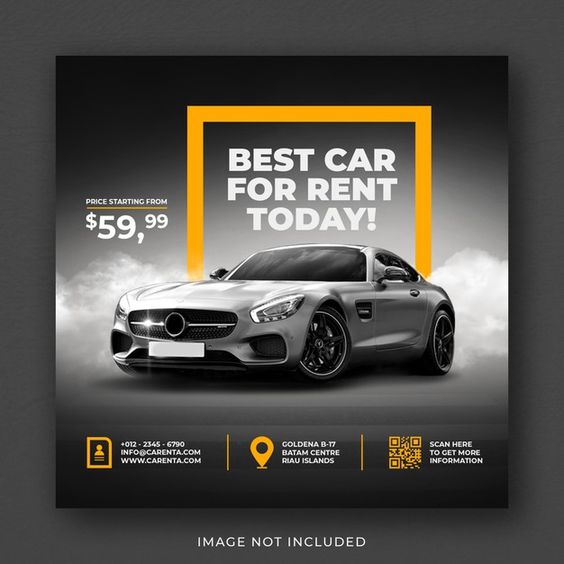 BEST CAR
FOR RENT
TODAY!
PRICE STARTING FROM
$59,99
+012 - 2345 - 6790
INFO@CARENTA.COM
WWW.CARENTA.COM
GOLDENA B-17
BATAM CENTRE
RIAU ISLANDS
SCAN HERE
TO GET MORE
INFORMATION
IMAGE NOT INCLUDED